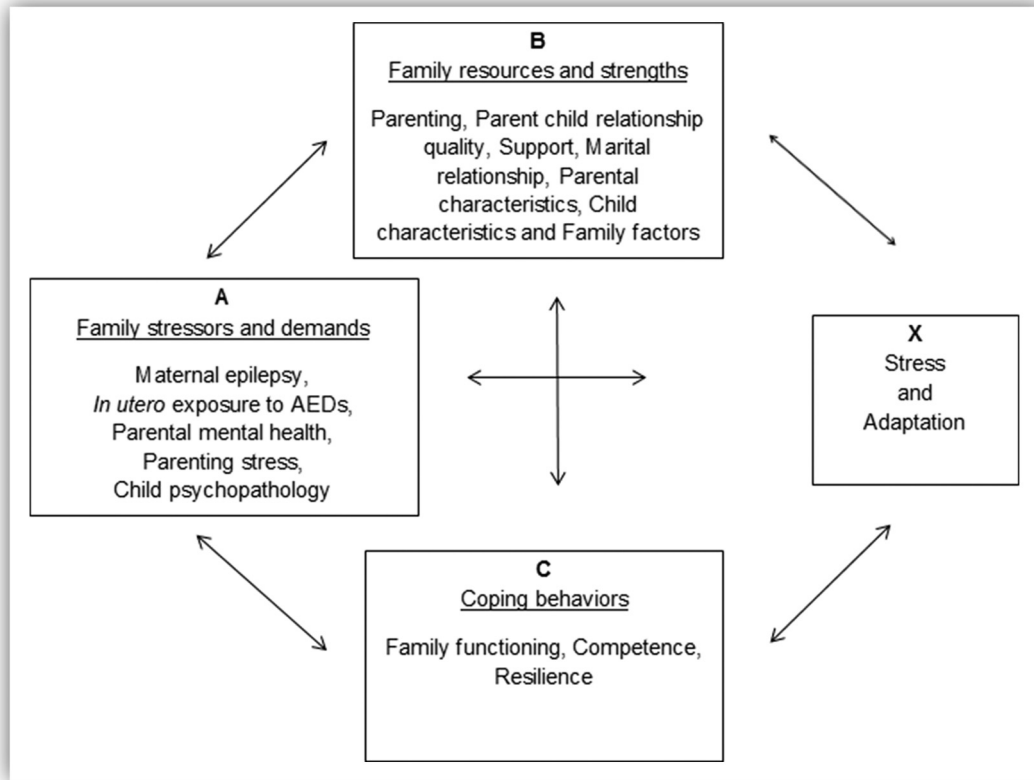 B
Family resources and strengths
Parenting, Parent child relationship
quality, Support, Marital
relationship, Parental
characteristics, Child
characteristics and Family factors
A
Family stressors and demands
Maternal epilepsy,
In utero exposure to AEDs,
Parental mental health,
Parenting stress,
Child psychopathology
X
Stress
and
Adaptation
C
Coping behaviors
Family functioning, Competence,
Resilience